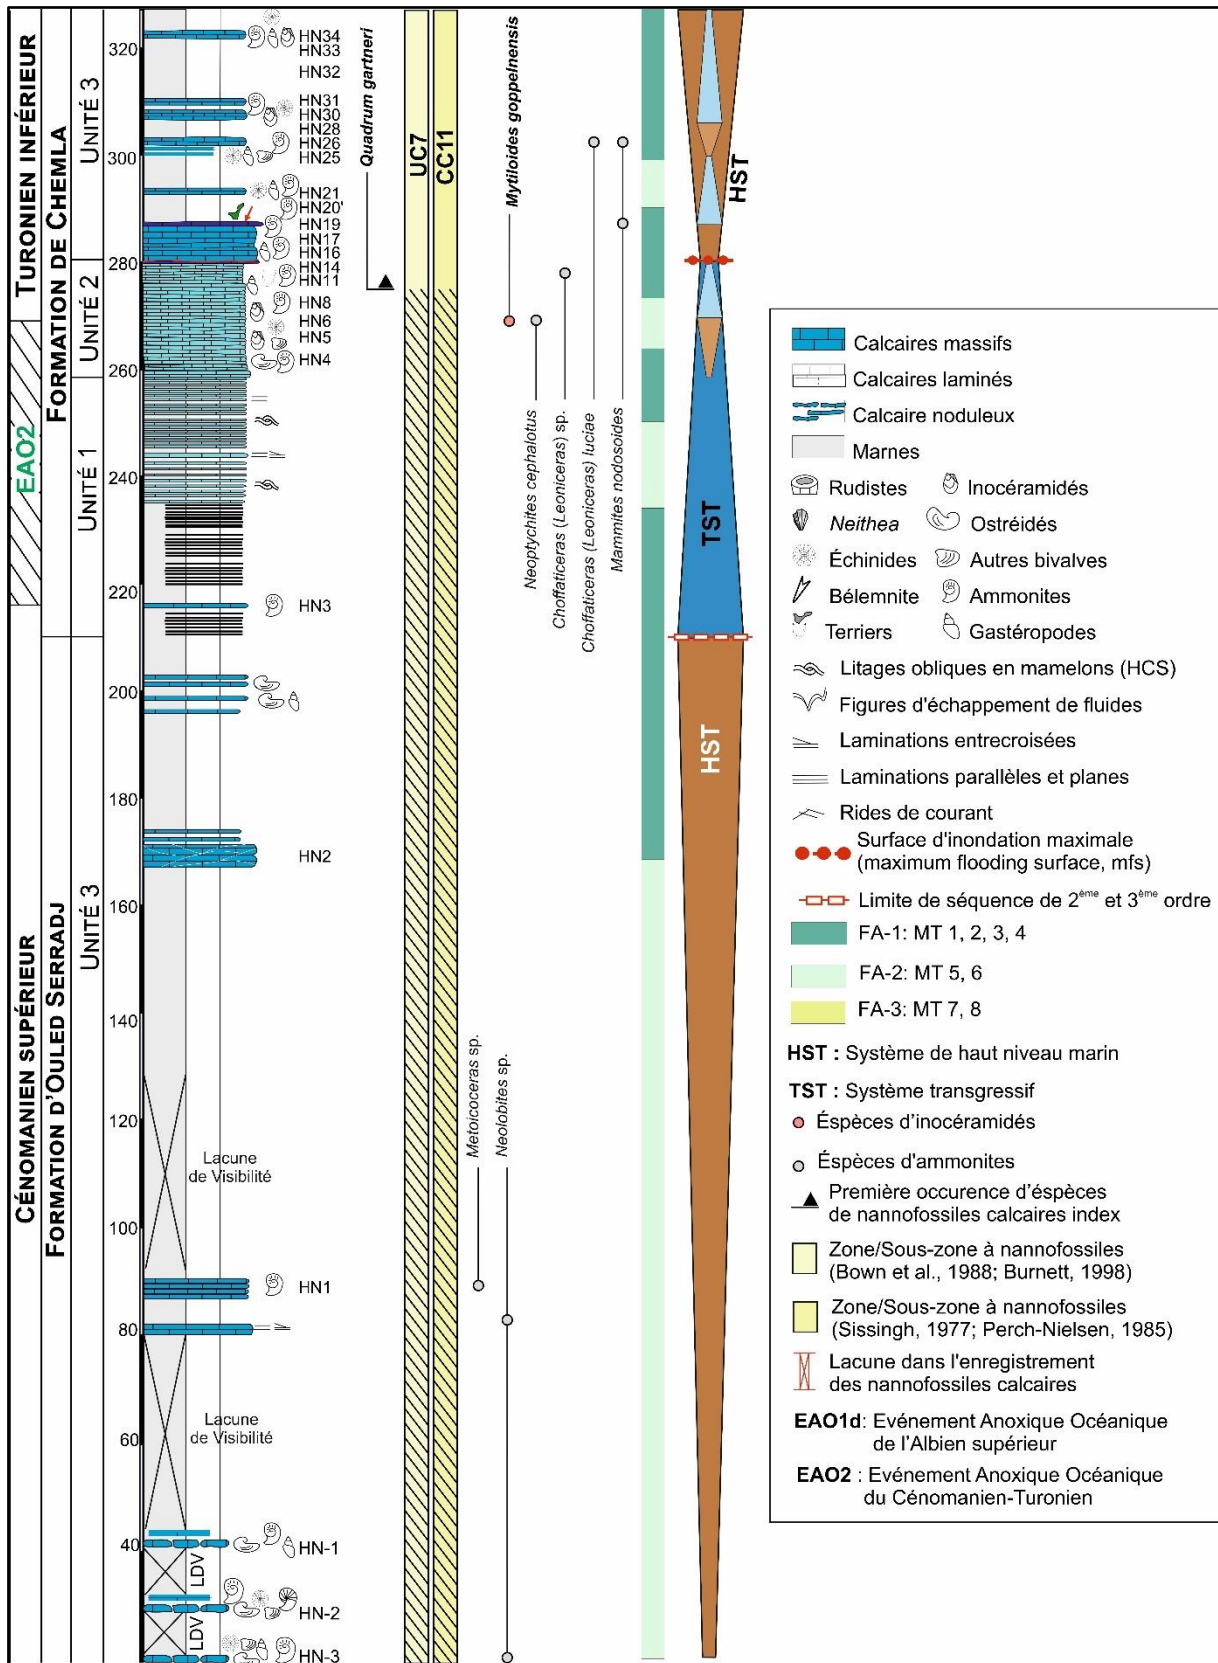 TURONIEN INFÉRIEUR
EAO2
CÉNOMANIEN SUPÉRIEUR
FORMATION DE CHEMLA
FORMATION D'OULED SERRADJ
UNITÉ 3
UNITÉ 2
UNITÉ 1
UNITÉ 3
320
300
280
260
240
220
200
180
160
140
120
100
80
60
40
Lacune
de Visibilité
Lacune
de Visibilité
LDV
LDV
HN34
HN33
HN32
HN31
HN30
HN28
HN26
HN25
HN21
HN20'
HN19
HN17
HN16
HN14
HN11
HN8
HN6
HN5
HN4
HN3
HN2
HN1
HN-1
HN-2
HN-3
Quadrum gartneri
UC7
CC11
Mytiloides goppelnensis
Neoptychites cephalotus
Choffaticeras (Leoniceras) sp.
Choffaticeras (Leoniceras) luciae
Mammites nodosoides
Metoicoceras sp.
Neolobites sp.
HST
TST
HST
Calcaires massifs
Calcaires laminés
Calcaire noduleux
Marnes
Rudistes
Inocéramidés
Neithea
Ostréidés
Échinides
Autres bivalves
Bélemnite
Ammonites
Terriers
Gastéropodes
Litages obliques en mamelons (HCS)
Figures d'échappement de fluides
Laminations entrecroisées
Laminations parallèles et planes
Rides de courant
Surface d'inondation maximale
(maximum flooding surface, mfs)
Limite de séquence de 2ème et 3ème ordre
FA-1: MT 1, 2, 3, 4
FA-2: MT 5, 6
FA-3: MT 7, 8
HST : Système de haut niveau marin
TST : Système transgressif
Éspèces d'inocéramidés
Éspèces d'ammonites
Première occurence d'éspèces
de nannofossiles calcaires index
Zone/Sous-zone à nannofossiles
(Bown et al., 1988; Burnett, 1998)
Zone/Sous-zone à nannofossiles
(Sissingh, 1977; Perch-Nielsen, 1985)
Lacune dans l'enregistrement
des nannofossiles calcaires
EAO1d: Evénement Anoxique Océanique
de l'Albien supérieur
EAO2 : Evénement Anoxique Océanique
du Cénomanien-Turonien